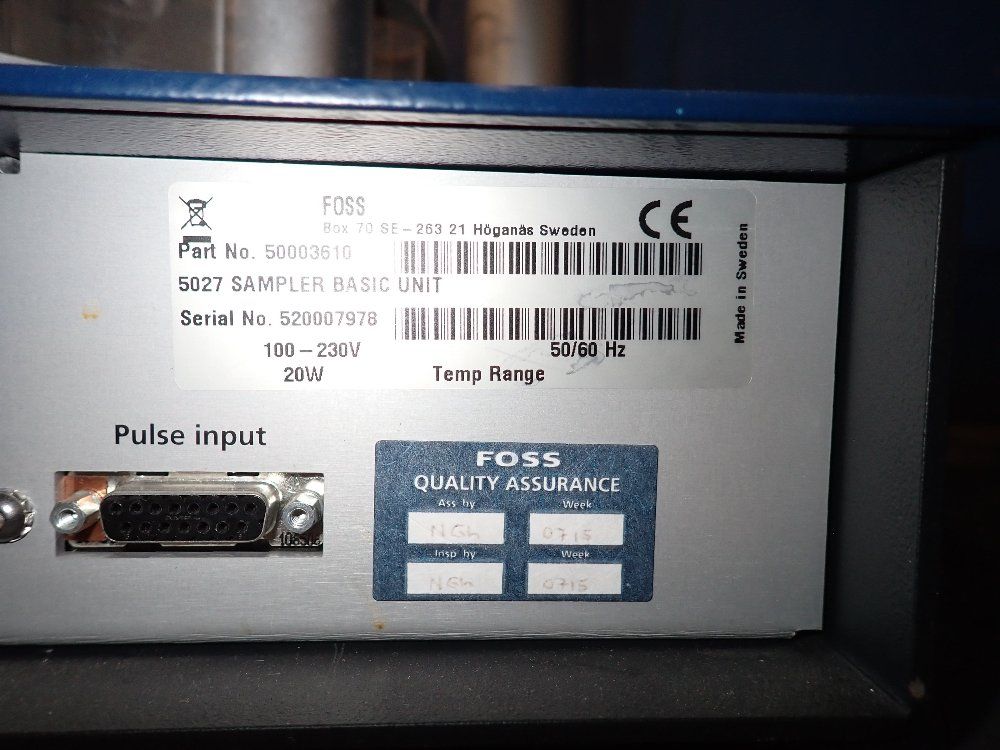 FOSS
Box 70 SE-263 21 Höganäs Sweden
CE
Part No. 50003610
5027 SAMPLER BASIC UNIT
Serial No. 520007978
100-230V 50/60 Hz
20W Temp Range
Made in Sweden
Pulse input
FOSS
QUALITY ASSURANCE
Ass by Week
NGh 0715
Insp by Week
NGh 0715